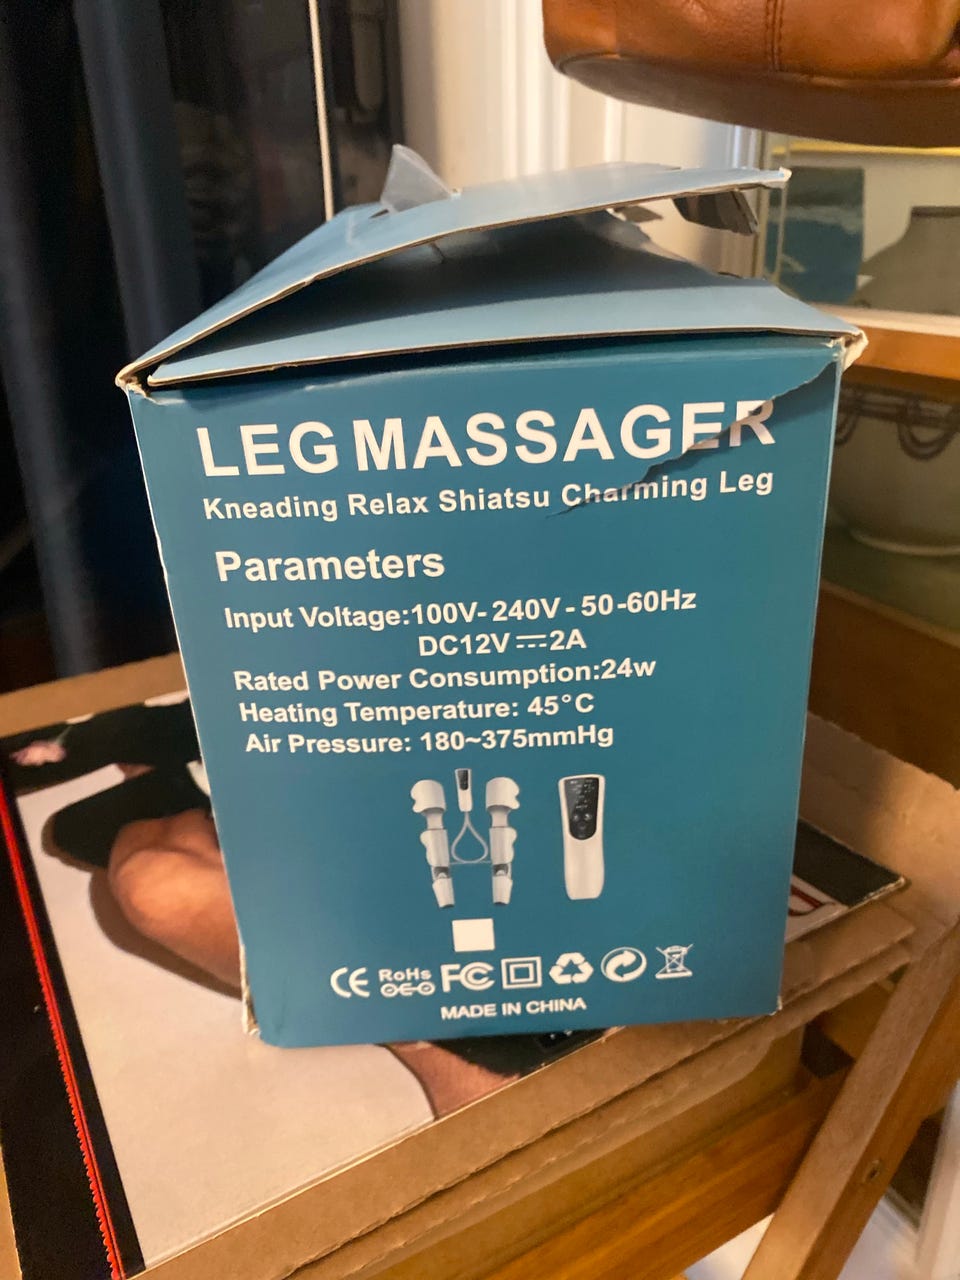 LEG MASSAGER
Kneading Relax Shiatsu Charming Leg
Parameters
Input Voltage:100V- 240V - 50 -60Hz
DC12V⎓2A
Rated Power Consumption:24w
Heating Temperature: 45°C
Air Pressure: 180~375mmHg
CE RoHS FC
MADE IN CHINA